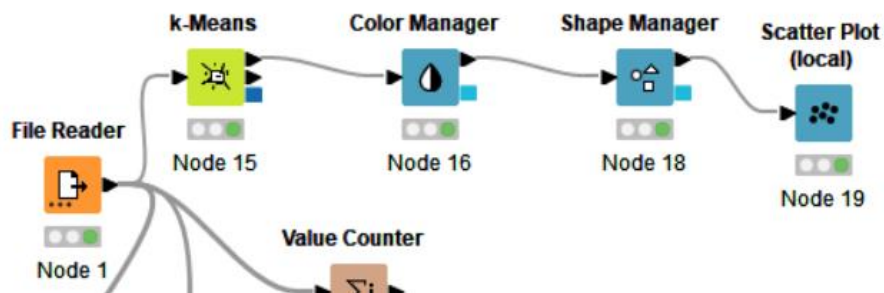 k-Means
Color Manager
Shape Manager
Scatter Plot
(local)
File Reader
Node 15
Node 16
Node 18
Node 19
Value Counter
Node 1
Σi